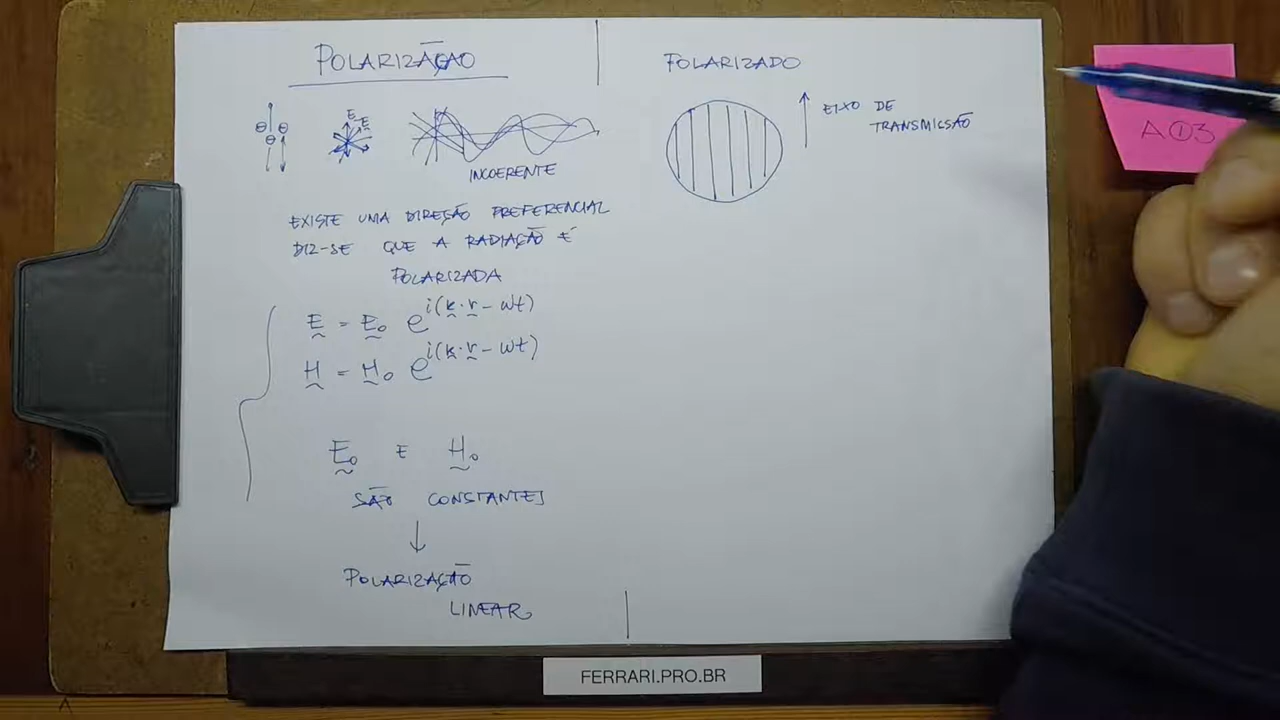 POLARIZAÇÃO
E
E
INCOERENTE
EXISTE UMA DIREÇÃO PREFERENCIAL
DIZ-SE QUE A RADIAÇÃO É
POLARIZADA
E = E₀ e^i(k·r - ωt)
H = H₀ e^i(k·r - ωt)
E₀ E H₀
SÃO CONSTANTES
POLARIZAÇÃO
LINEAR
POLARIZADO
EIXO DE
TRANSMISSÃO
A①3
FERRARI.PRO.BR